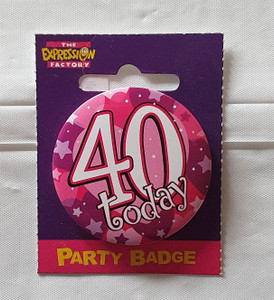 THE
EXPRESSION
FACTORY
40
today
PARTY BADGE